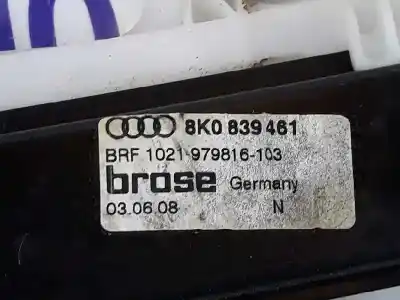 8K0 839 461
BRF 1021-979816-103
brose Germany
03.06.08 N